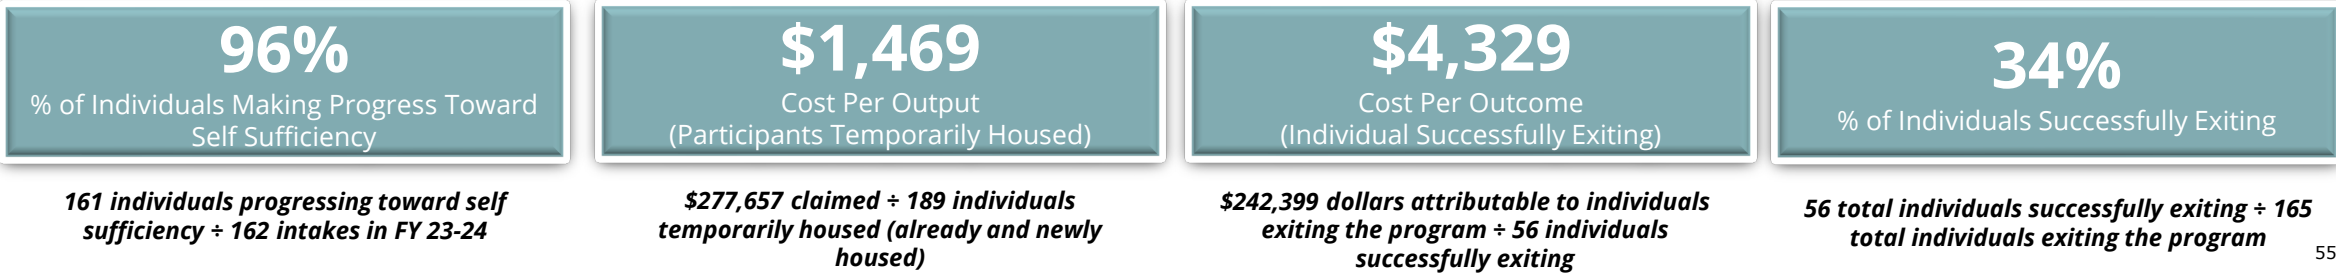 96%
% of Individuals Making Progress Toward
Self Sufficiency
161 individuals progressing toward self
sufficiency ÷ 162 intakes in FY 23-24
$1,469
Cost Per Output
(Participants Temporarily Housed)
$277,657 claimed ÷ 189 individuals
temporarily housed (already and newly
housed)
$4,329
Cost Per Outcome
(Individual Successfully Exiting)
$242,399 dollars attributable to individuals
exiting the program ÷ 56 individuals
successfully exiting
34%
% of Individuals Successfully Exiting
56 total individuals successfully exiting ÷ 165
total individuals exiting the program
55